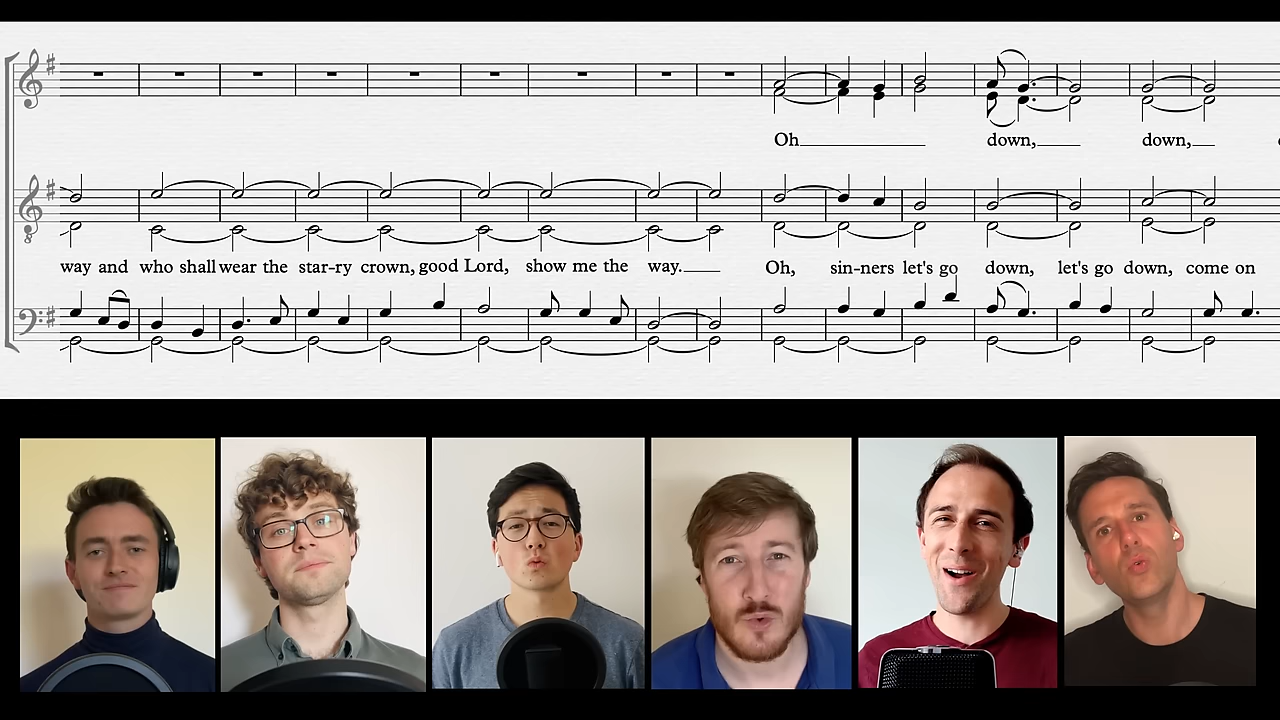 Oh down, down,
way and who shall wear the star-ry crown, good Lord, show me the way. Oh, sin-ners let's go down, let's go down, come on